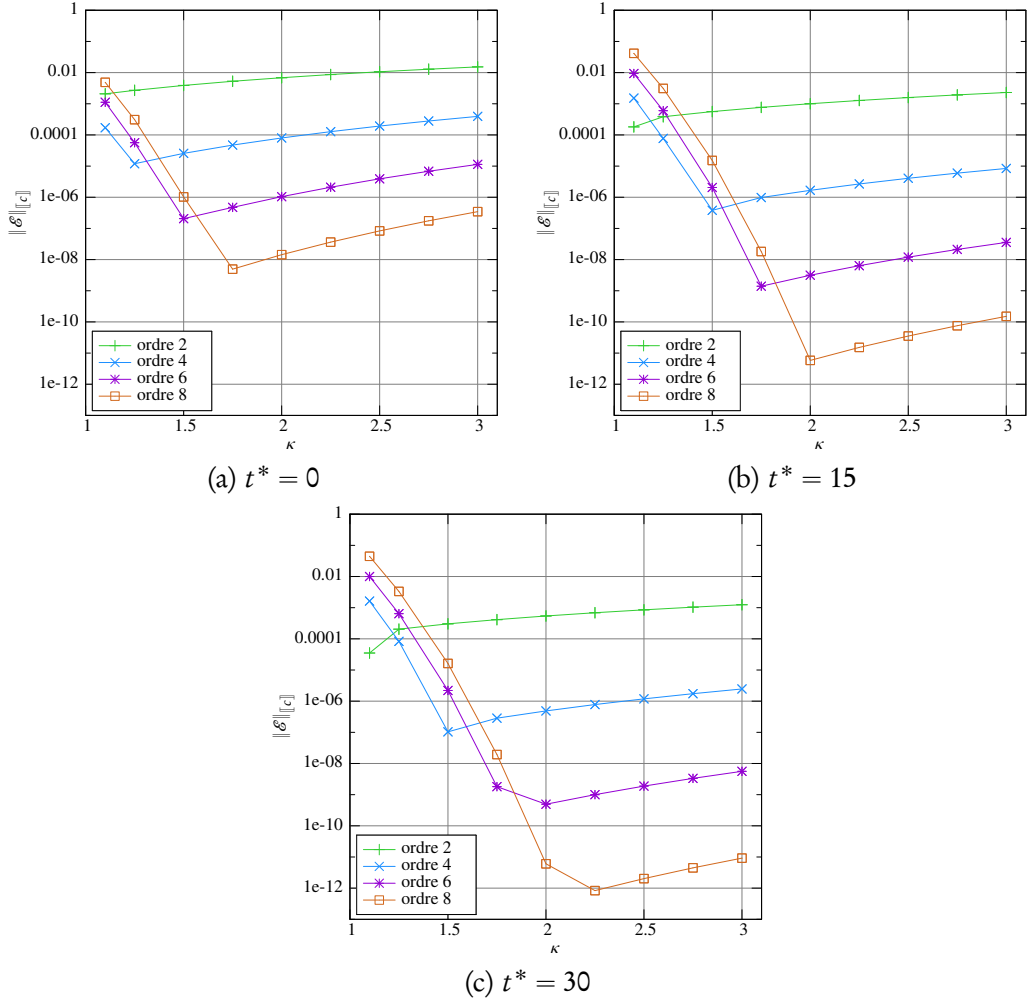 1
0.01
0.0001
1e-06
1e-08
1e-10
1e-12
‖ℰ‖⟦c⟧
ordre 2
ordre 4
ordre 6
ordre 8
1 1.5 2 2.5 3
κ
(a) t* = 0
1
0.01
0.0001
1e-06
1e-08
1e-10
1e-12
‖ℰ‖⟦c⟧
ordre 2
ordre 4
ordre 6
ordre 8
1 1.5 2 2.5 3
κ
(b) t* = 15
1
0.01
0.0001
1e-06
1e-08
1e-10
1e-12
‖ℰ‖⟦c⟧
ordre 2
ordre 4
ordre 6
ordre 8
1 1.5 2 2.5 3
κ
(c) t* = 30